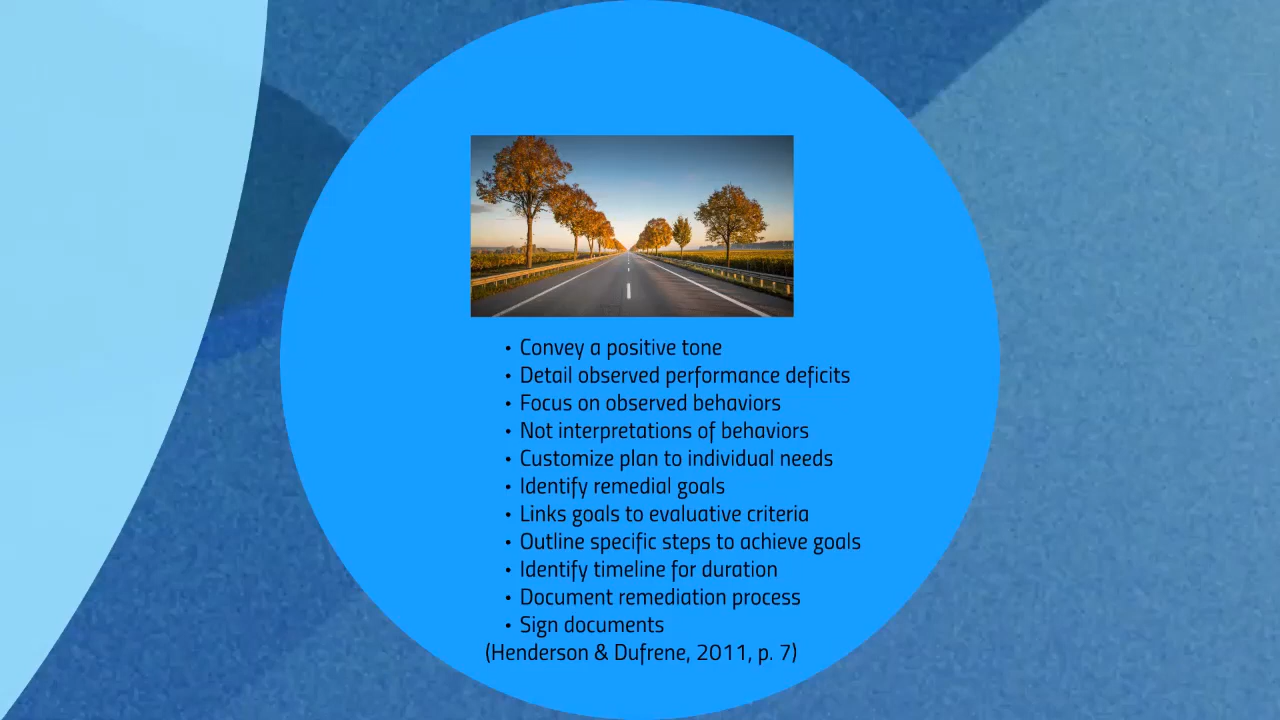 • Convey a positive tone
• Detail observed performance deficits
• Focus on observed behaviors
• Not interpretations of behaviors
• Customize plan to individual needs
• Identify remedial goals
• Links goals to evaluative criteria
• Outline specific steps to achieve goals
• Identify timeline for duration
• Document remediation process
• Sign documents
(Henderson & Dufrene, 2011, p. 7)